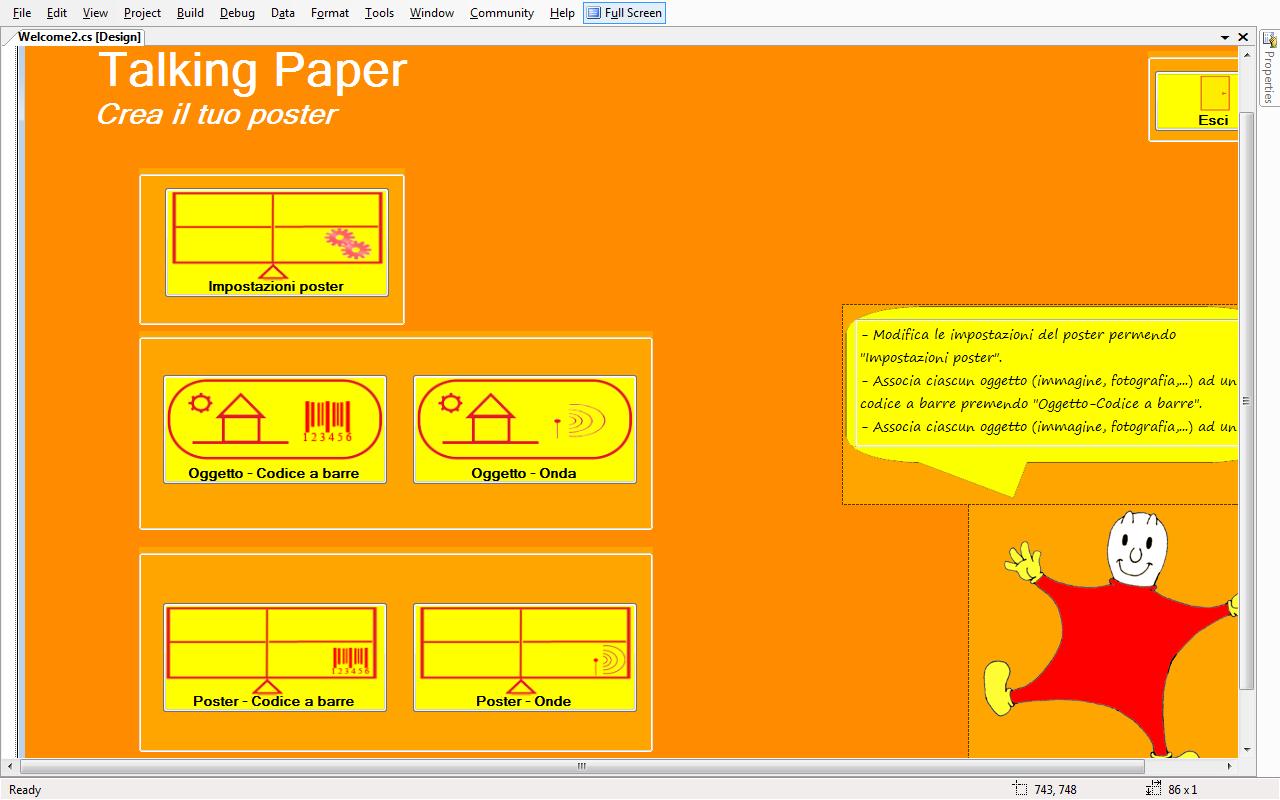 File Edit View Project Build Debug Data Format Tools Window Community Help Full Screen
Welcome2.cs [Design]
Properties
Talking Paper
Crea il tuo poster
Esci
Impostazioni poster
- Modifica le impostazioni del poster permendo
"Impostazioni poster".
- Associa ciascun oggetto (immagine, fotografia,...) ad un
codice a barre premendo "Oggetto-Codice a barre".
- Associa ciascun oggetto (immagine, fotografia,...) ad un
123456
Oggetto - Codice a barre
Oggetto - Onda
123456
Poster - Codice a barre
Poster - Onde
Ready
743, 748
86 x 1